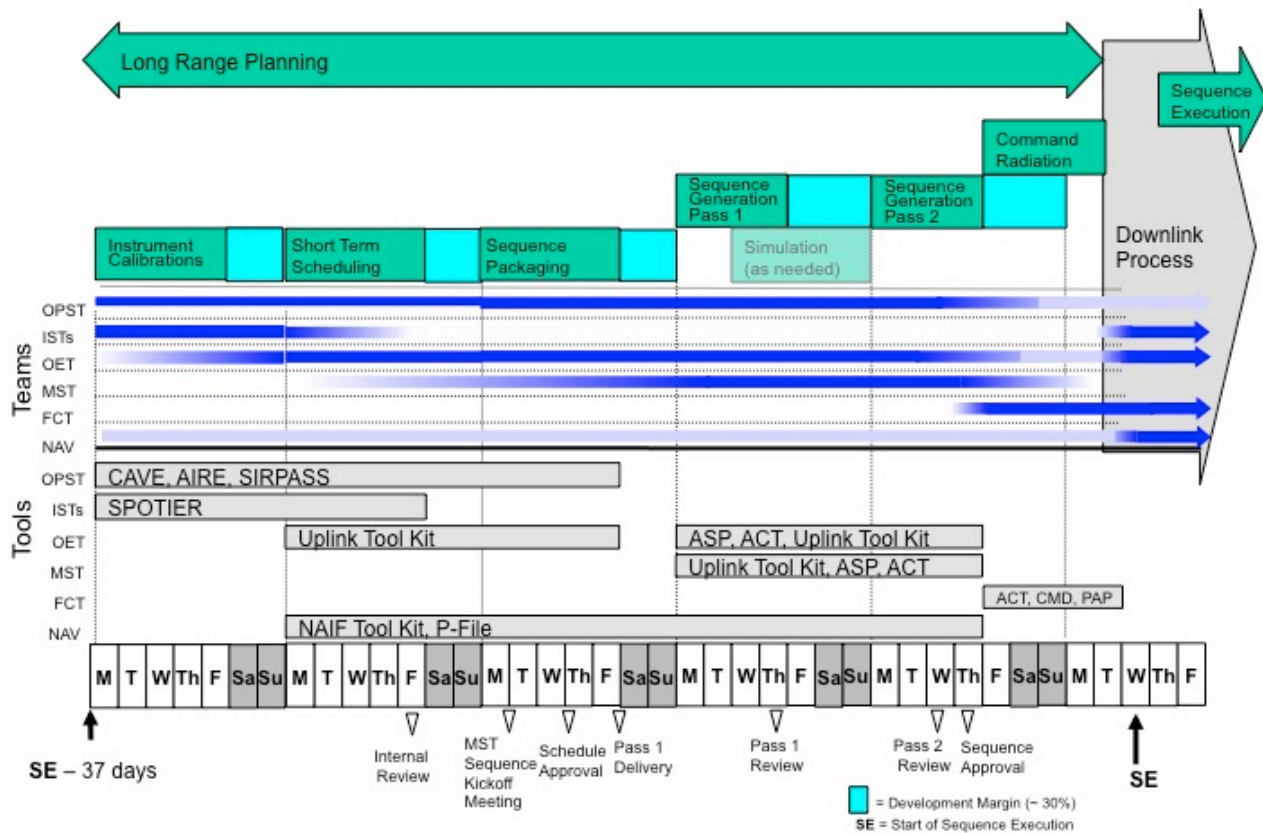 Long Range Planning
Sequence
Execution
Command
Radiation
Sequence
Generation
Pass 1
Sequence
Generation
Pass 2
Instrument
Calibrations
Short Term
Scheduling
Sequence
Packaging
Simulation
(as needed)
Downlink
Process
Teams
OPST
ISTs
OET
MST
FCT
NAV
Tools
OPST CAVE, AIRE, SIRPASS
ISTs SPOTIER
OET Uplink Tool Kit ASP, ACT, Uplink Tool Kit
MST Uplink Tool Kit, ASP, ACT
FCT ACT, CMD, PAP
NAV NAIF Tool Kit, P-File
M T W Th F Sa Su M T W Th F Sa Su M T W Th F Sa Su M T W Th F Sa Su M T W Th F Sa Su M T W Th F
SE – 37 days
Internal
Review
MST
Sequence
Kickoff
Meeting
Schedule
Approval
Pass 1
Delivery
Pass 1
Review
Pass 2
Review
Sequence
Approval
SE
= Development Margin (~ 30%)
SE = Start of Sequence Execution